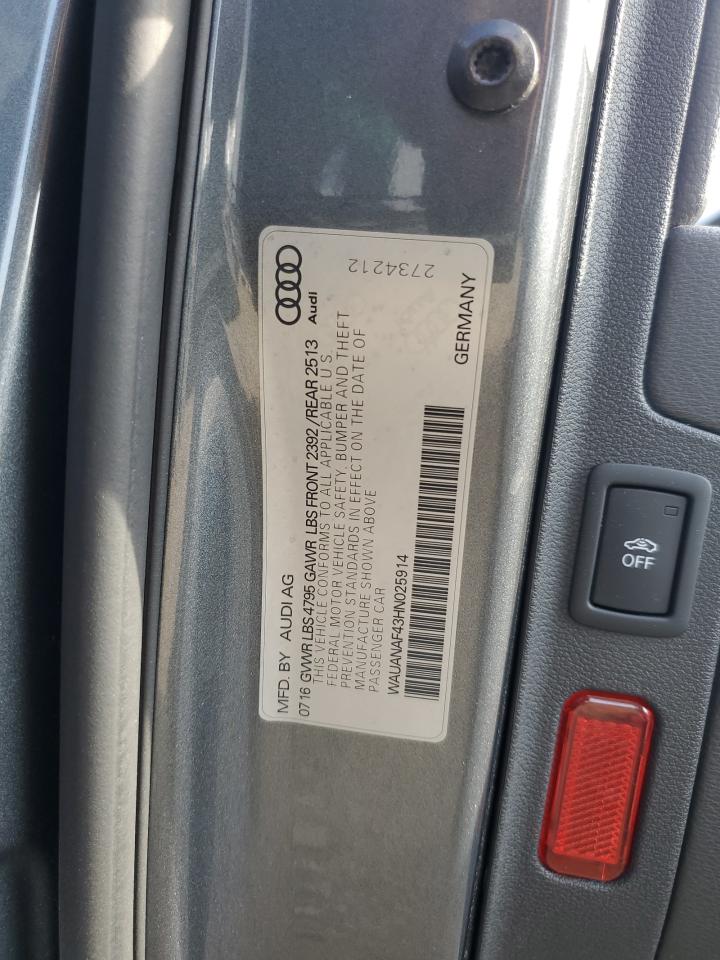 MFD. BY AUDI AG
0716 GVWR LBS 4795 GAWR LBS FRONT 2392 /REAR 2513
THIS VEHICLE CONFORMS TO ALL APPLICABLE U S
FEDERAL MOTOR VEHICLE SAFETY, BUMPER AND THEFT
PREVENTION STANDARDS IN EFFECT ON THE DATE OF
MANUFACTURE SHOWN ABOVE
PASSENGER CAR
WAUANAF43HN025914
Audi
2734212
GERMANY
OFF